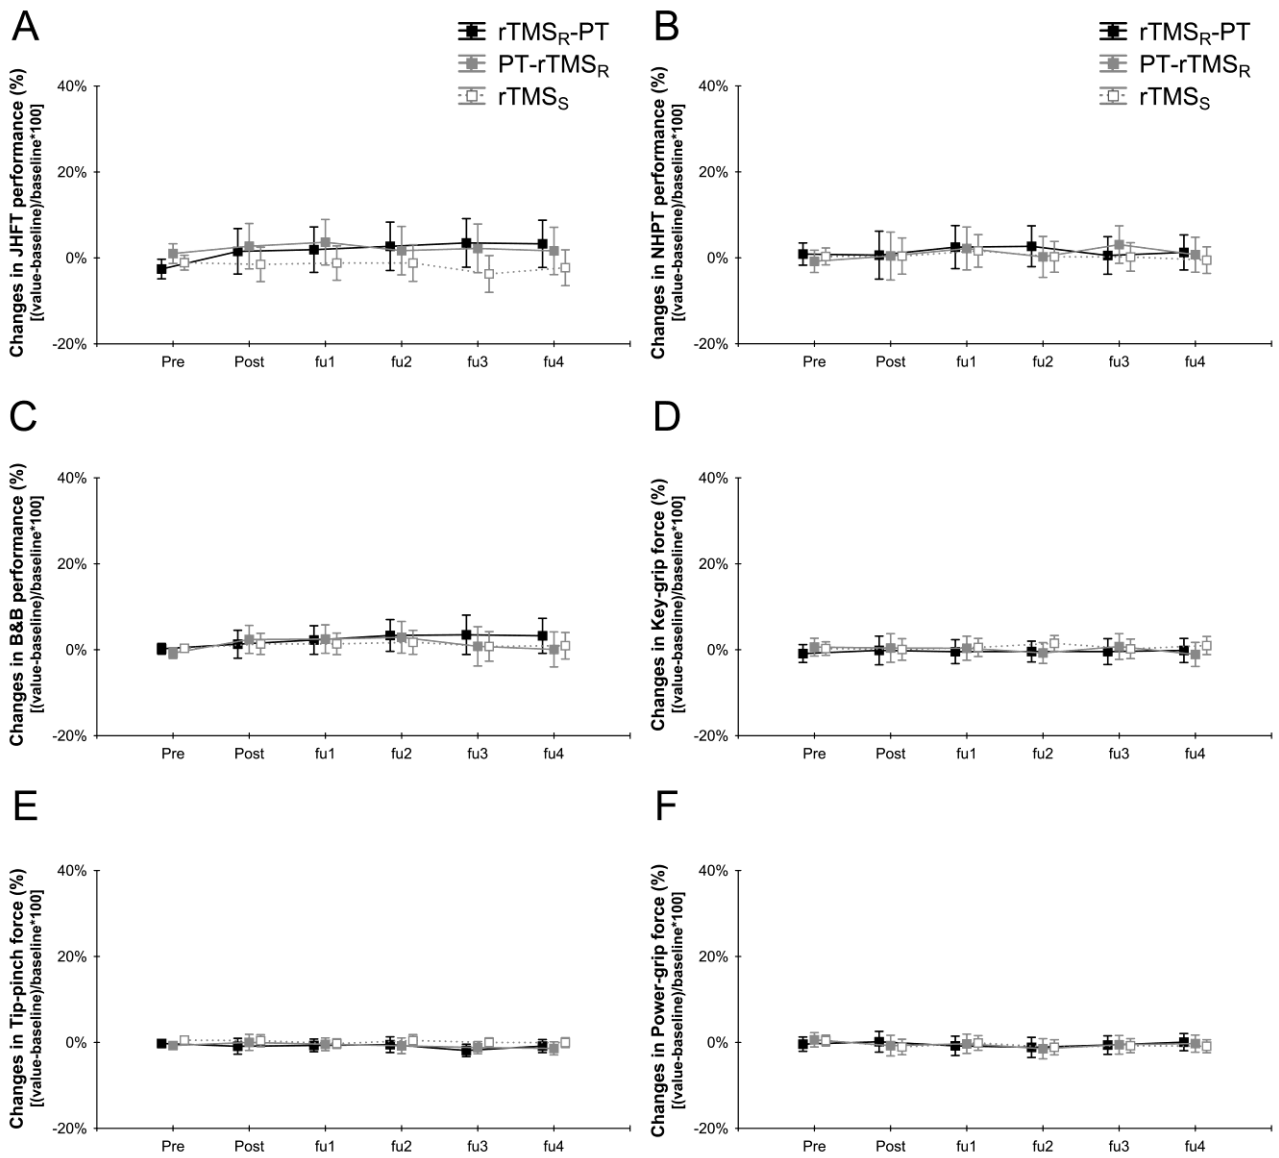 A
rTMSR-PT
PT-rTMSR
rTMSS
Changes in JHFT performance (%)
[(value-baseline)/baseline*100]
40%
20%
0%
-20%
Pre Post fu1 fu2 fu3 fu4
B
rTMSR-PT
PT-rTMSR
rTMSS
Changes in NHPT performance (%)
[(value-baseline)/baseline*100]
40%
20%
0%
-20%
Pre Post fu1 fu2 fu3 fu4
C
Changes in B&B performance (%)
[(value-baseline)/baseline*100]
40%
20%
0%
-20%
Pre Post fu1 fu2 fu3 fu4
D
Changes in Key-grip force (%)
[(value-baseline)/baseline*100]
40%
20%
0%
-20%
Pre Post fu1 fu2 fu3 fu4
E
Changes in Tip-pinch force (%)
[(value-baseline)/baseline*100]
40%
20%
0%
-20%
Pre Post fu1 fu2 fu3 fu4
F
Changes in Power-grip force (%)
[(value-baseline)/baseline*100]
40%
20%
0%
-20%
Pre Post fu1 fu2 fu3 fu4